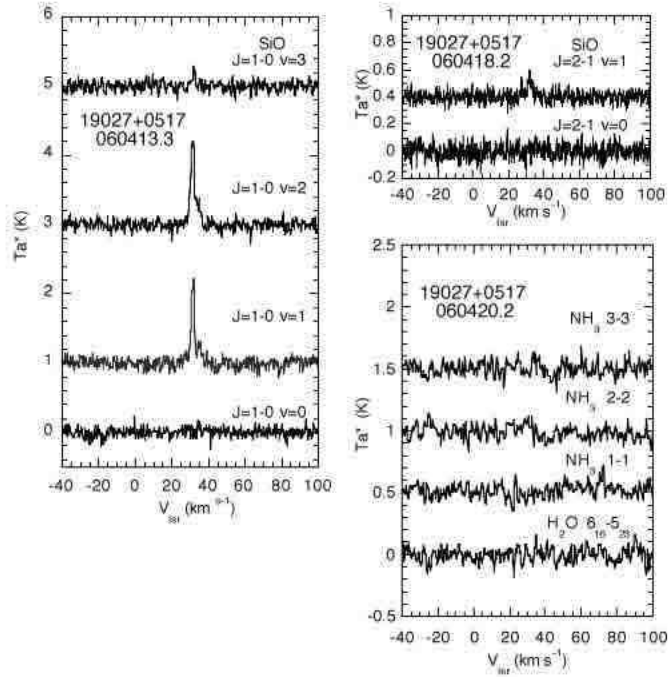 6
SiO
J=1-0 v=3
5
19027+0517
060413.3
4
J=1-0 v=2
3
Ta* (K)
2
J=1-0 v=1
1
J=1-0 v=0
0
-40 -20 0 20 40 60 80 100
V lsr (km s-1)
1
19027+0517 SiO
060418.2 J=2-1 v=1
0.8
0.6
Ta* (K)
0.4
J=2-1 v=0
0.2
0
-0.2
-40 -20 0 20 40 60 80 100
V lsr (km s-1)
2.5
19027+0517
060420.2
2
NH3 3-3
1.5
NH3 2-2
Ta* (K)
1
NH3 1-1
0.5
H2O 616-523
0
-0.5
-40 -20 0 20 40 60 80 100
V lsr (km s-1)